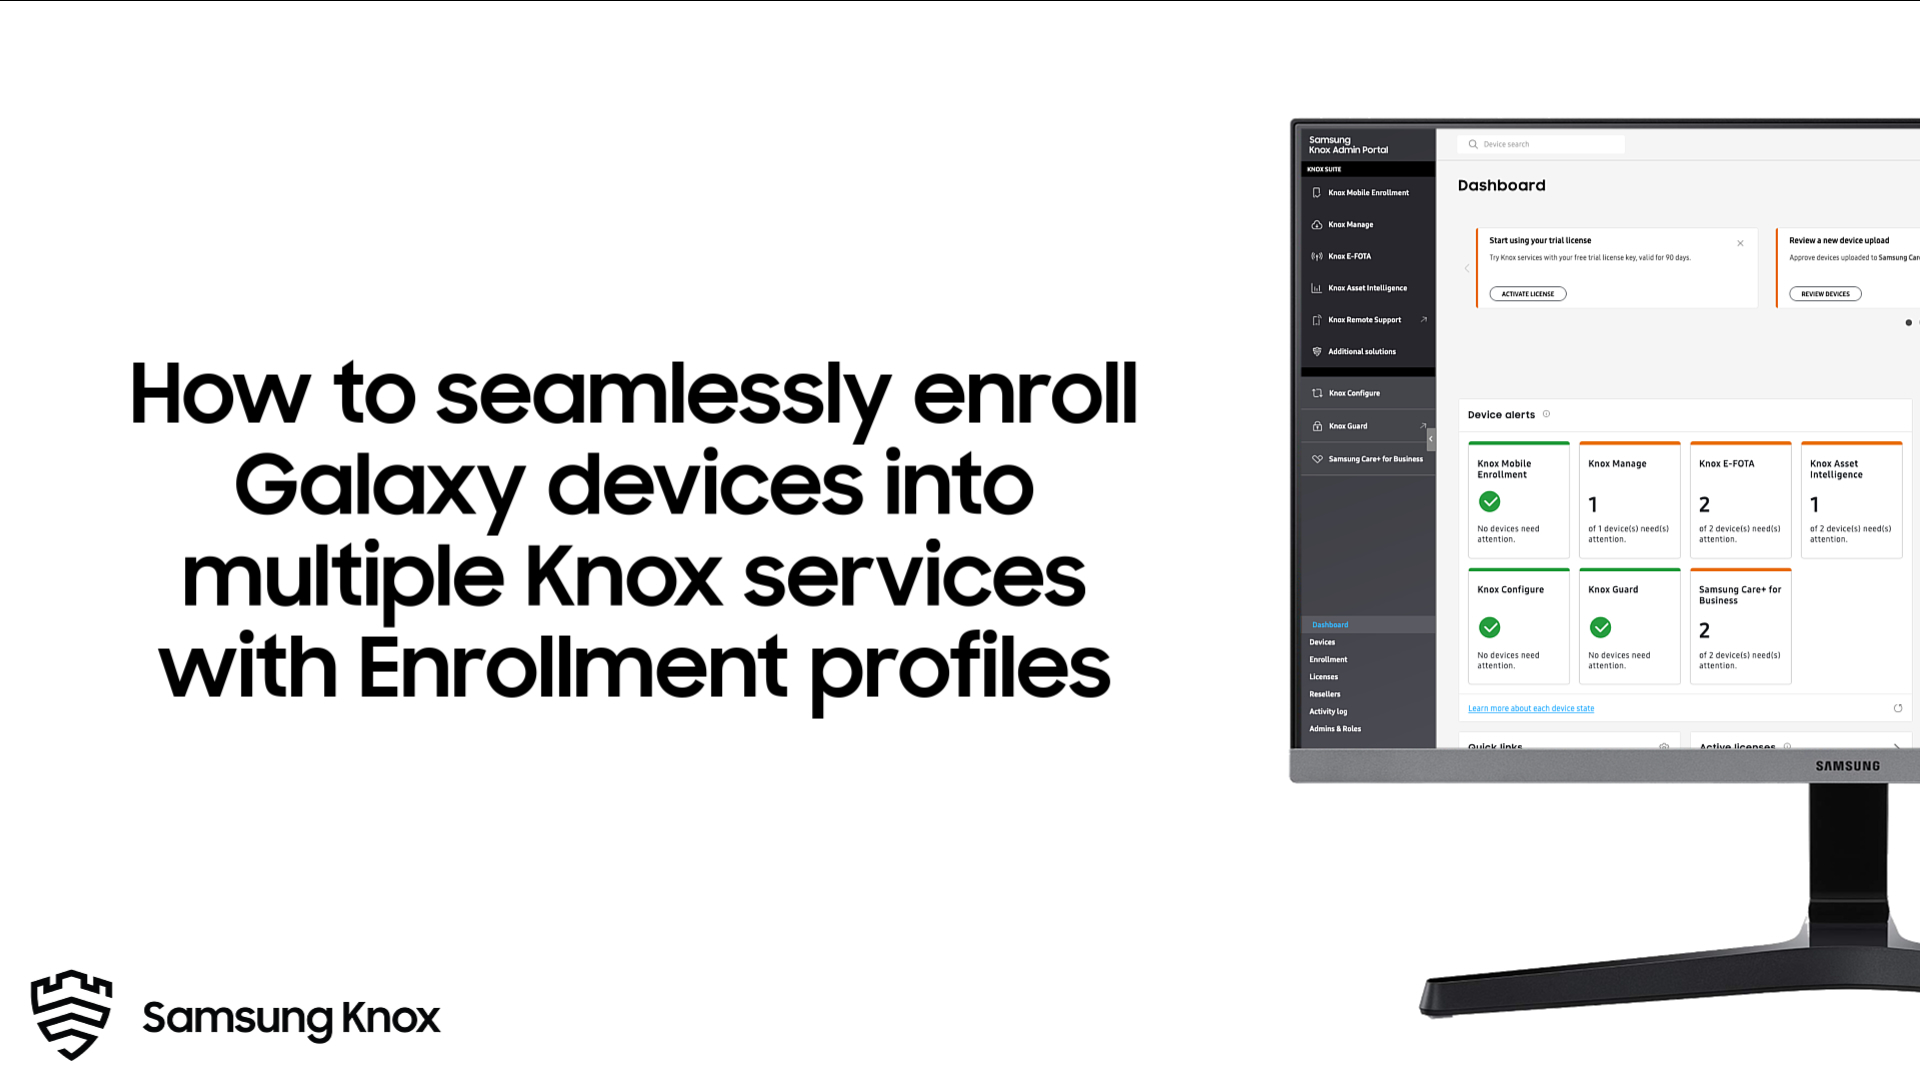 How to seamlessly enroll
Galaxy devices into
multiple Knox services
with Enrollment profiles
Samsung Knox
Samsung
Knox Admin Portal
KNOX SUITE
Knox Mobile Enrollment
Knox Manage
Knox E-FOTA
Knox Asset Intelligence
Knox Remote Support
Additional solutions
Knox Configure
Knox Guard
Samsung Care+ for Business
Dashboard
Devices
Enrollment
Licenses
Resellers
Activity log
Admins & Roles
Device search
Dashboard
Start using your trial license
Try Knox services with your free trial license key, valid for 90 days.
ACTIVATE LICENSE
Review a new device upload
Approve devices uploaded to Samsung Car
REVIEW DEVICES
Device alerts
Knox Mobile
Enrollment
No devices need
attention.
Knox Manage
1
of 1 device(s) need(s)
attention.
Knox E-FOTA
2
of 2 device(s) need(s)
attention.
Knox Asset
Intelligence
1
of 2 device(s) need(s)
attention.
Knox Configure
No devices need
attention.
Knox Guard
No devices need
attention.
Samsung Care+ for
Business
2
of 2 device(s) need(s)
attention.
Learn more about each device state
Quick links
Active licenses
SAMSUNG